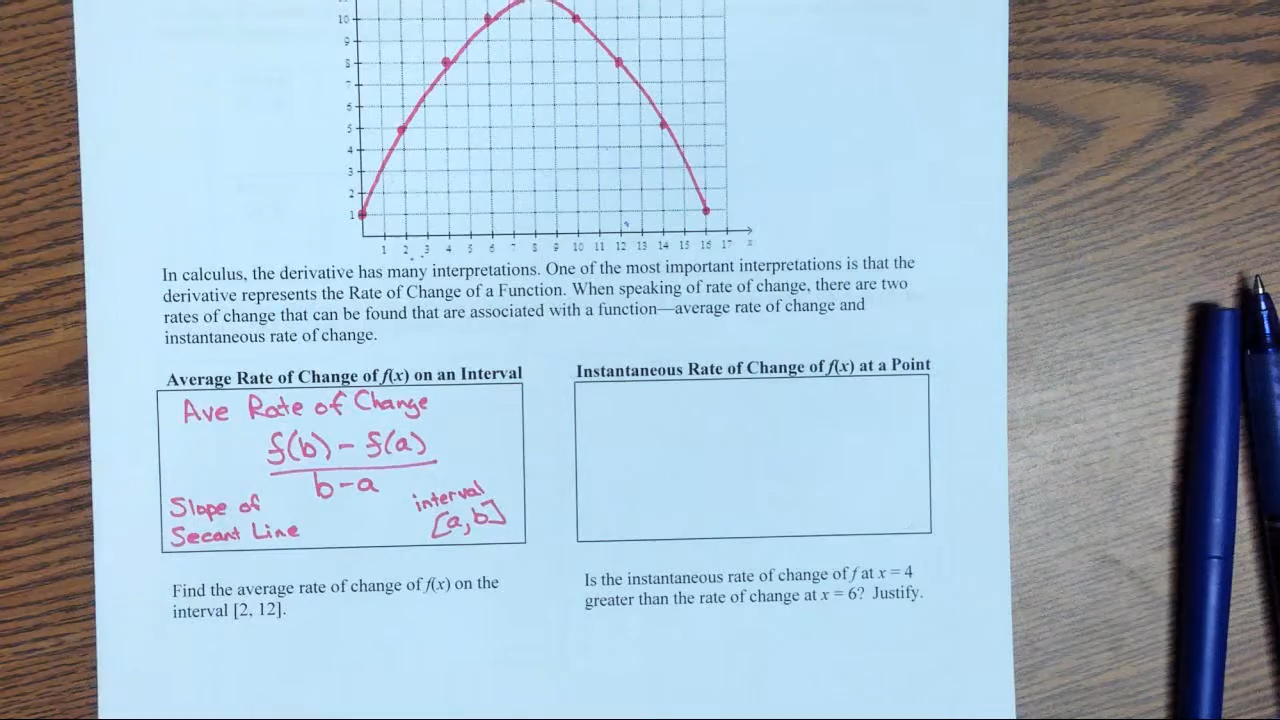 10
9
8
6
5
4
3
2
1
1 2 3 4 5 6 7 8 9 10 11 12 13 14 15 16 17 x
In calculus, the derivative has many interpretations. One of the most important interpretations is that the
derivative represents the Rate of Change of a Function. When speaking of rate of change, there are two
rates of change that can be found that are associated with a function—average rate of change and
instantaneous rate of change.
Average Rate of Change of f(x) on an Interval
Ave Rate of Change
f(b) - f(a)
b-a
Slope of
Secant Line
interval
[a,b]
Instantaneous Rate of Change of f(x) at a Point
Find the average rate of change of f(x) on the
interval [2, 12].
Is the instantaneous rate of change of f at x = 4
greater than the rate of change at x = 6? Justify.